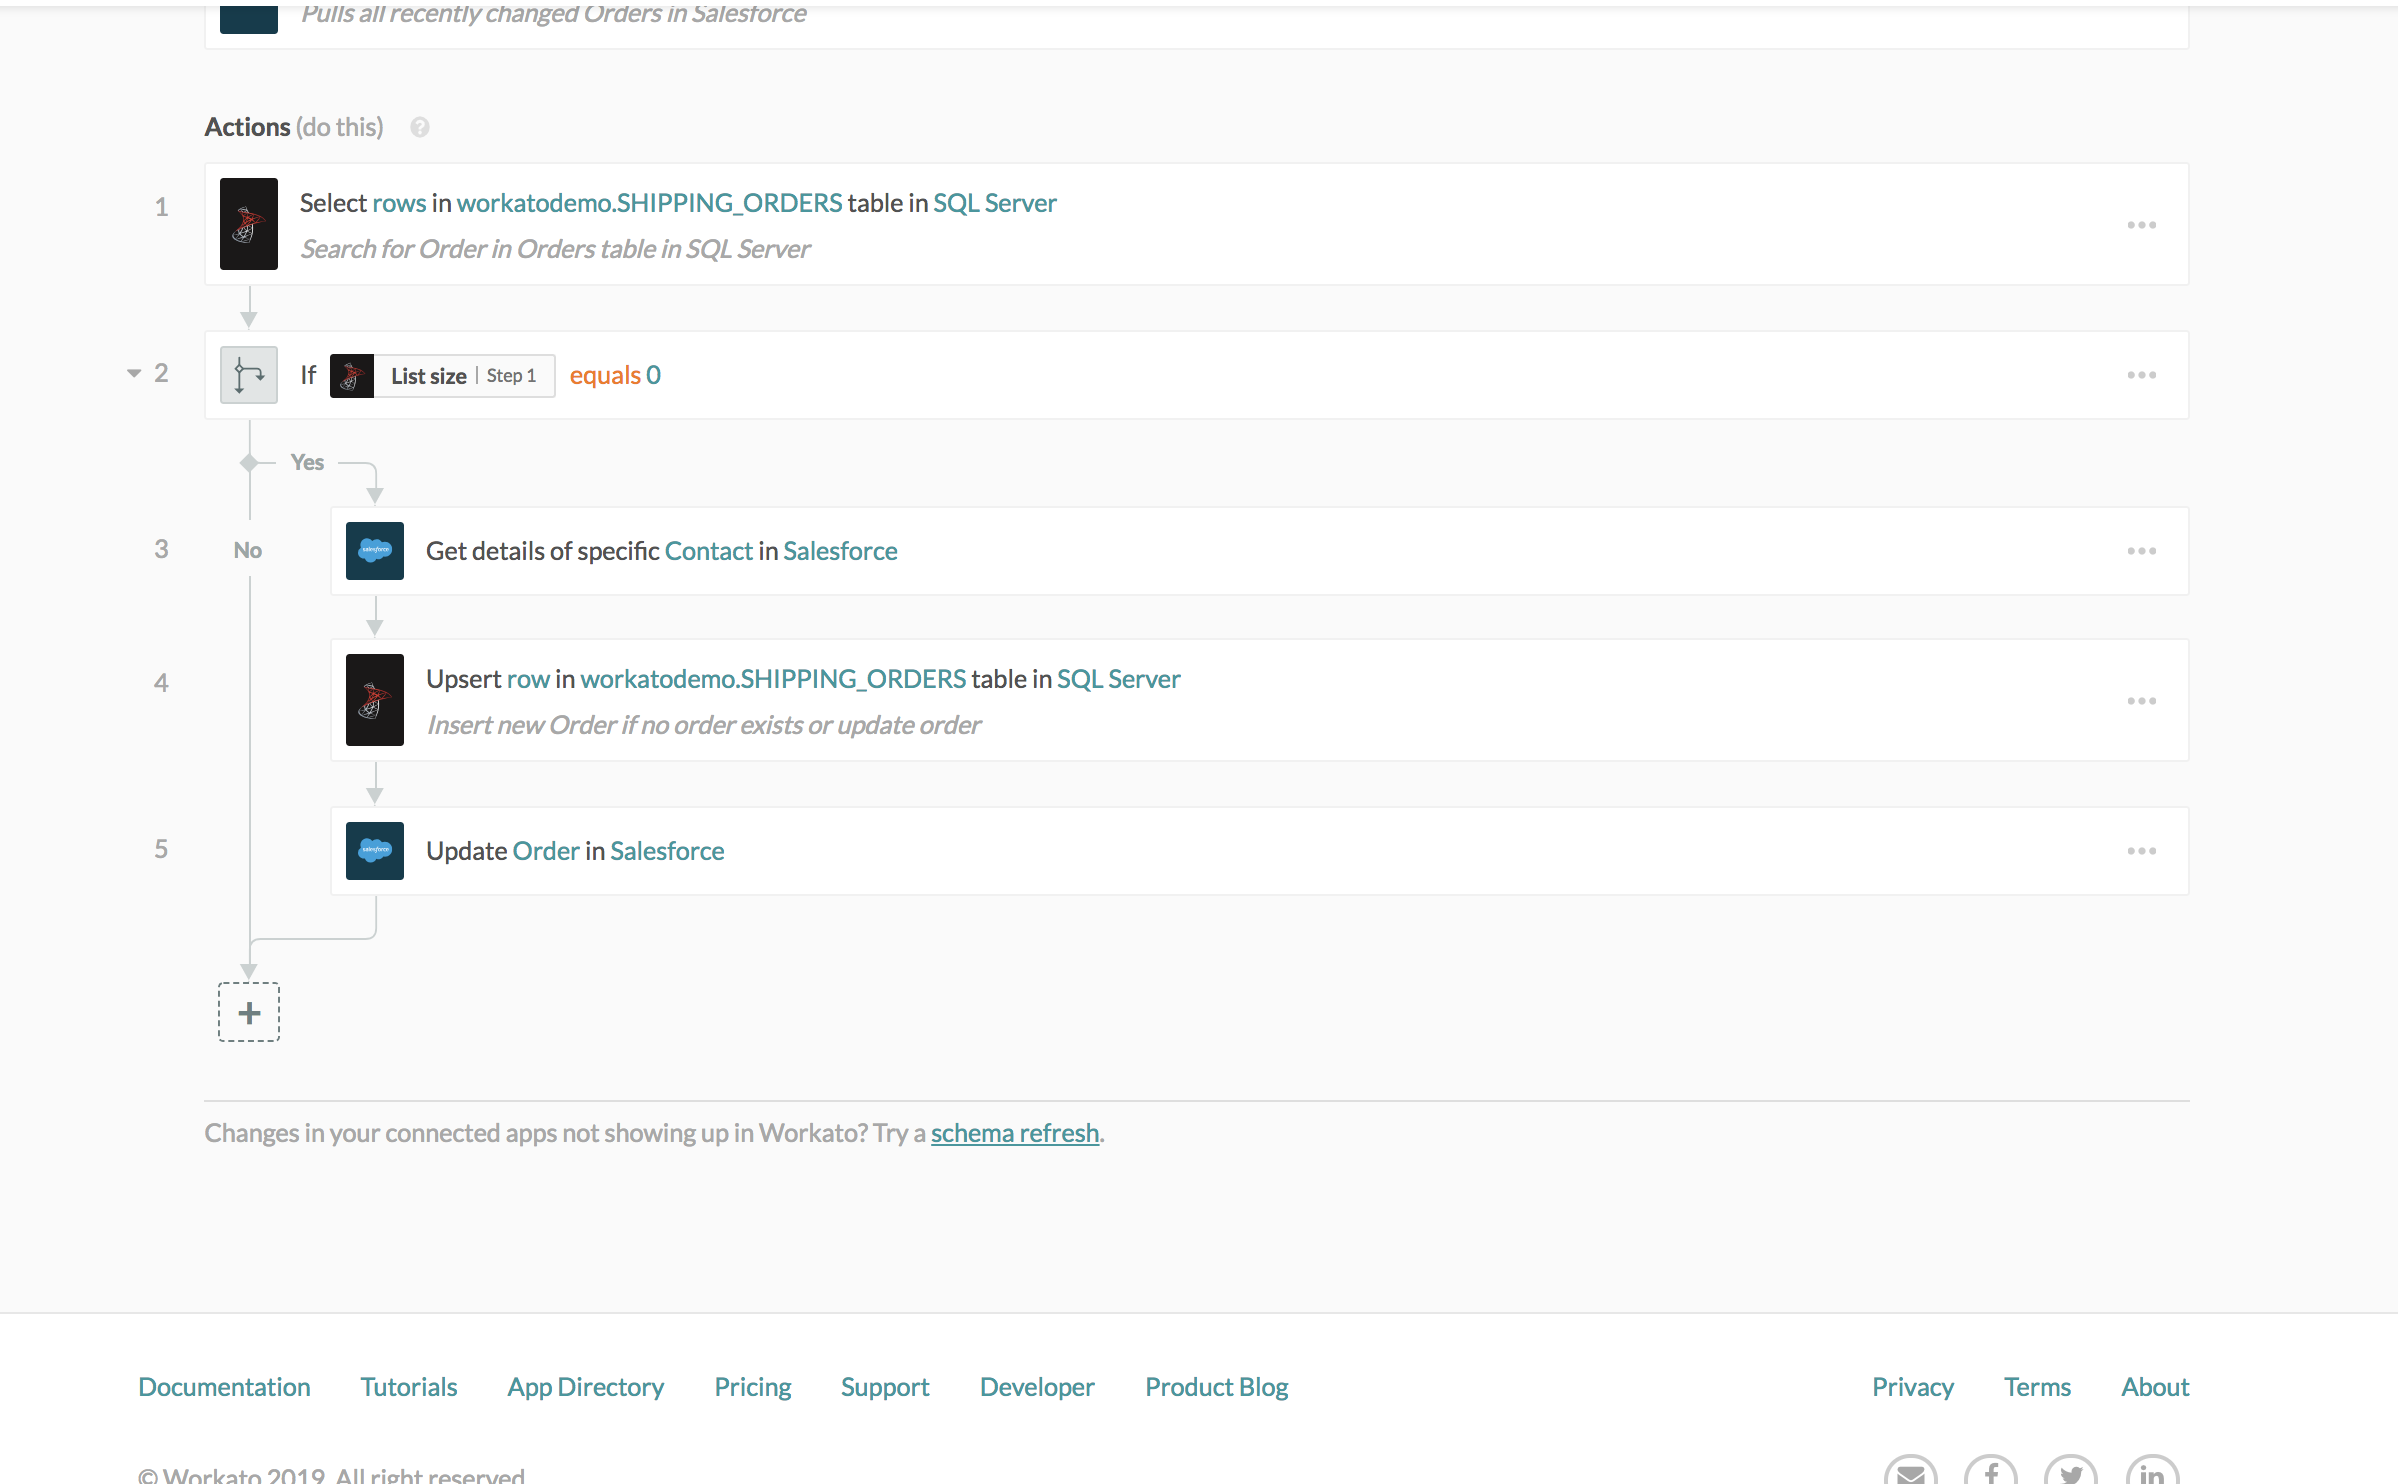 Pulls all recently changed Orders in Salesforce
Actions (do this) ?
1
Select rows in workatodemo.SHIPPING_ORDERS table in SQL Server
Search for Order in Orders table in SQL Server
2
If List size | Step 1 equals 0
Yes
3
No
salesforce
Get details of specific Contact in Salesforce
4
Upsert row in workatodemo.SHIPPING_ORDERS table in SQL Server
Insert new Order if no order exists or update order
5
salesforce
Update Order in Salesforce
+
Changes in your connected apps not showing up in Workato? Try a schema refresh.
Documentation Tutorials App Directory Pricing Support Developer Product Blog Privacy Terms About
© Workato 2019. All right reserved
f in